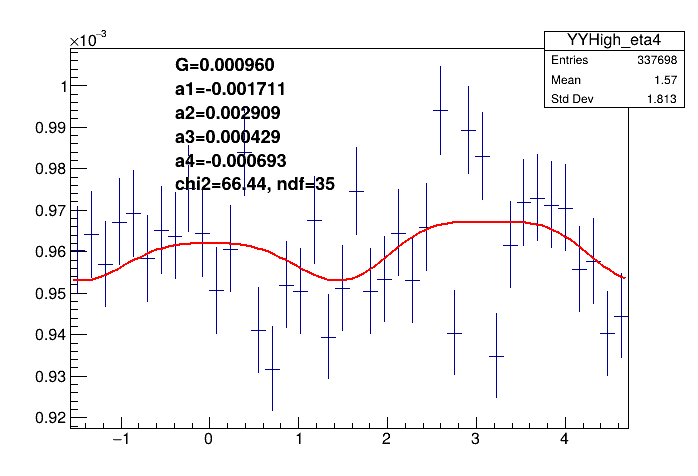 ×10⁻³
YYHigh_eta4
Entries 337698
Mean 1.57
Std Dev 1.813
G=0.000960
a1=-0.001711
a2=0.002909
a3=0.000429
a4=-0.000693
chi2=66.44, ndf=35
1
0.99
0.98
0.97
0.96
0.95
0.94
0.93
0.92
−1 0 1 2 3 4